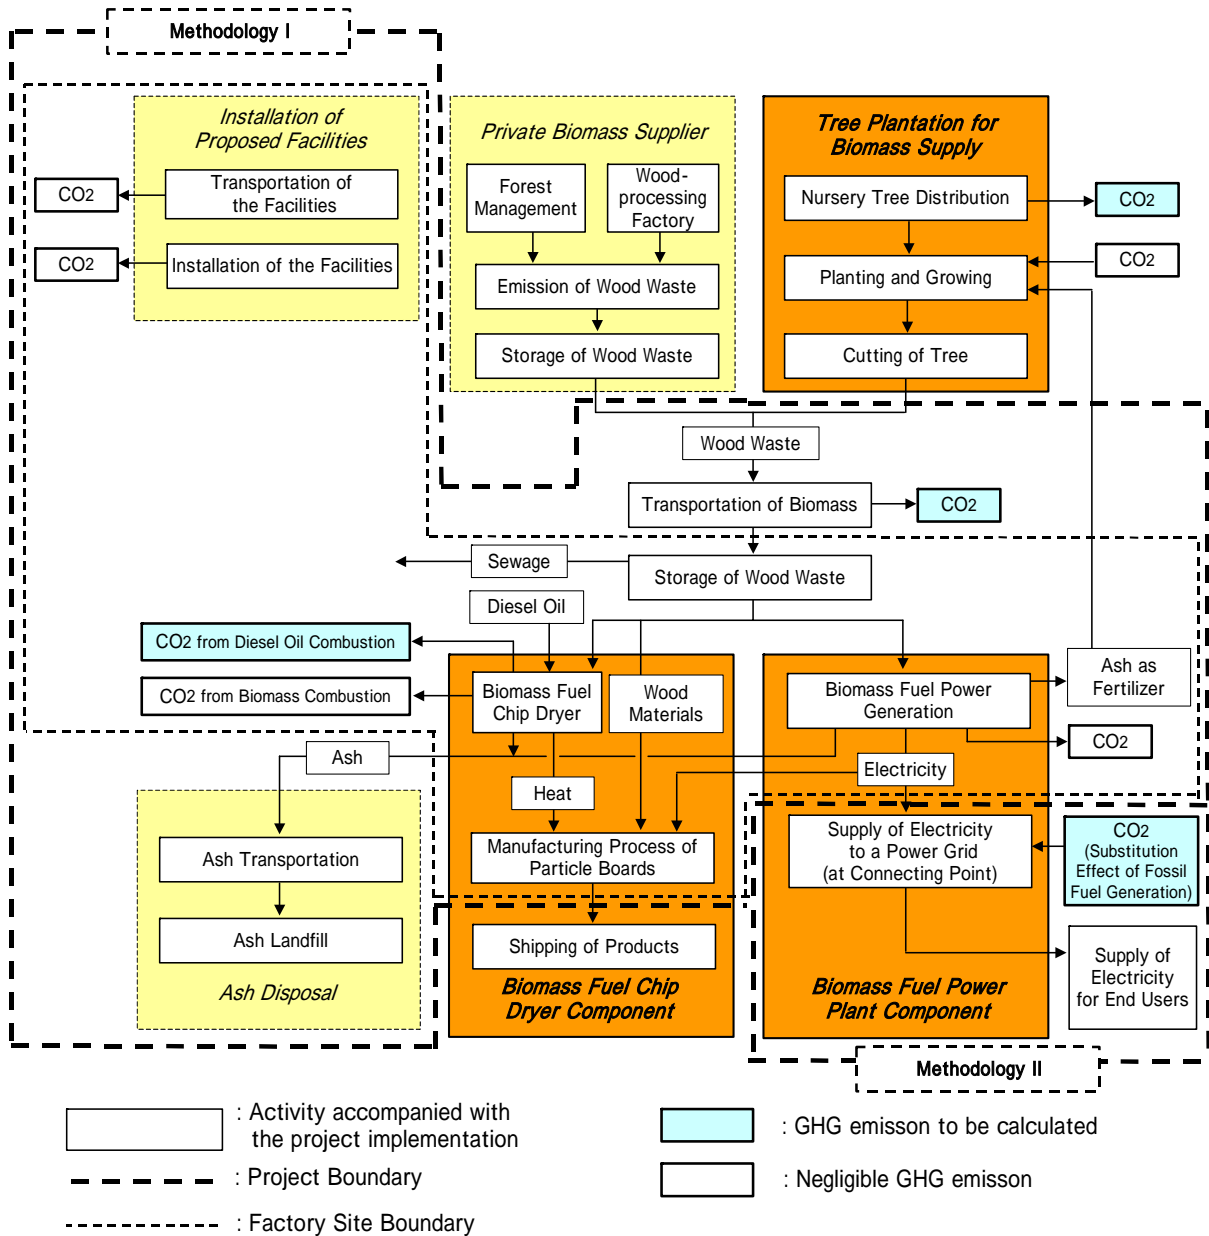 Methodology I
Installation of
Proposed Facilities
Transportation of
the Facilities
CO2
Installation of the Facilities
CO2
Private Biomass Supplier
Forest
Management
Wood-
processing
Factory
Emission of Wood Waste
Storage of Wood Waste
Tree Plantation for
Biomass Supply
Nursery Tree Distribution
CO2
CO2
Planting and Growing
Cutting of Tree
Wood Waste
Transportation of Biomass
CO2
Sewage
Storage of Wood Waste
Diesel Oil
CO2 from Diesel Oil Combustion
CO2 from Biomass Combustion
Biomass Fuel
Chip Dryer
Wood
Materials
Biomass Fuel Power
Generation
Ash as
Fertilizer
CO2
Ash
Electricity
Heat
Manufacturing Process of
Particle Boards
Supply of Electricity
to a Power Grid
(at Connecting Point)
CO2
(Substitution
Effect of Fossil
Fuel Generation)
Ash Transportation
Ash Landfill
Ash Disposal
Shipping of Products
Biomass Fuel Chip
Dryer Component
Biomass Fuel Power
Plant Component
Supply of
Electricity
for End Users
Methodology II
: Activity accompanied with
the project implementation
: Project Boundary
: Factory Site Boundary
: GHG emisson to be calculated
: Negligible GHG emisson